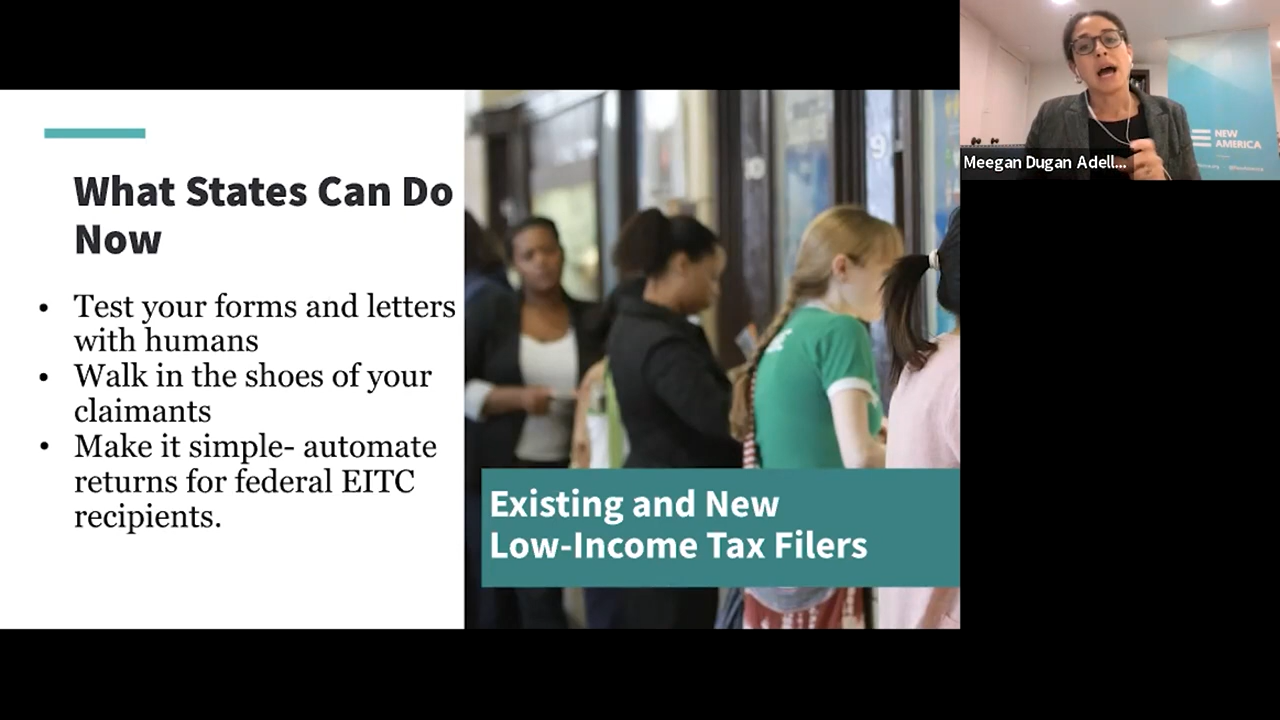 What States Can Do
Now
• Test your forms and letters
with humans
• Walk in the shoes of your
claimants
• Make it simple- automate
returns for federal EITC
recipients.
10
9
Existing and New
Low-Income Tax Filers
NEW
AMERICA
Meegan Dugan Adell...